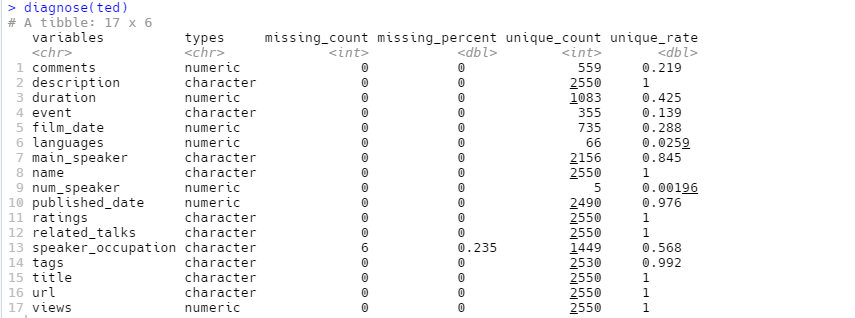 > diagnose(ted)
# A tibble: 17 x 6
   variables          types     missing_count missing_percent unique_count unique_rate
   <chr>              <chr>             <int>           <dbl>        <int>       <dbl>
 1 comments           numeric               0           0              559     0.219
 2 description        character             0           0             2550     1
 3 duration           numeric               0           0             1083     0.425
 4 event              character             0           0              355     0.139
 5 film_date          numeric               0           0              735     0.288
 6 languages          numeric               0           0               66     0.0259
 7 main_speaker       character             0           0             2156     0.845
 8 name               character             0           0             2550     1
 9 num_speaker        numeric               0           0                5     0.00196
10 published_date     numeric               0           0             2490     0.976
11 ratings            character             0           0             2550     1
12 related_talks      character             0           0             2550     1
13 speaker_occupation character             6           0.235         1449     0.568
14 tags               character             0           0             2530     0.992
15 title              character             0           0             2550     1
16 url                character             0           0             2550     1
17 views              numeric               0           0             2550     1